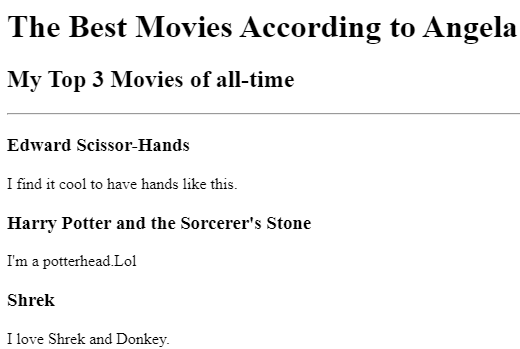 The Best Movies According to Angela
My Top 3 Movies of all-time
Edward Scissor-Hands
I find it cool to have hands like this.
Harry Potter and the Sorcerer's Stone
I'm a potterhead.Lol
Shrek
I love Shrek and Donkey.